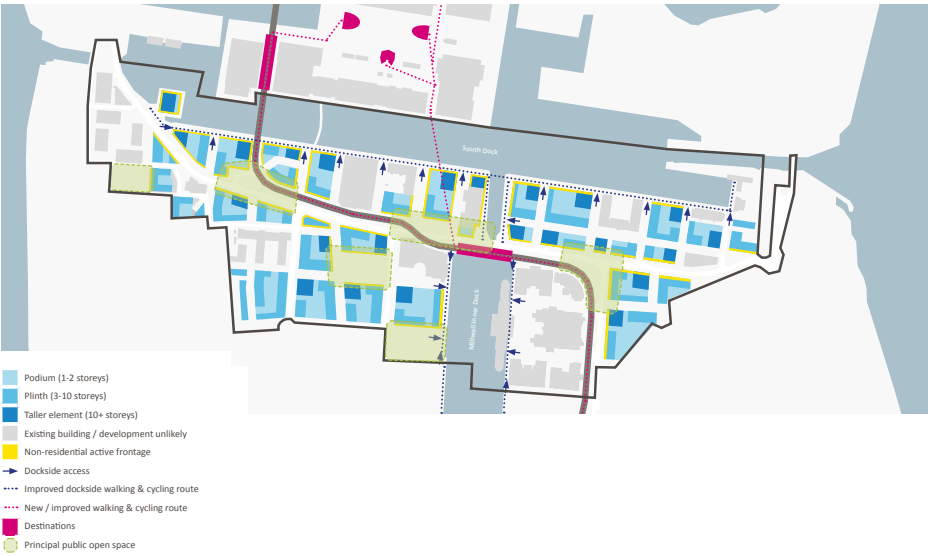 South Dock
Millwell Inner Dock
Podium (1-2 storeys)
Plinth (3-10 storeys)
Taller element (10+ storeys)
Existing building / development unlikely
Non-residential active frontage
Dockside access
Improved dockside walking & cycling route
New / improved walking & cycling route
Destinations
Principal public open space